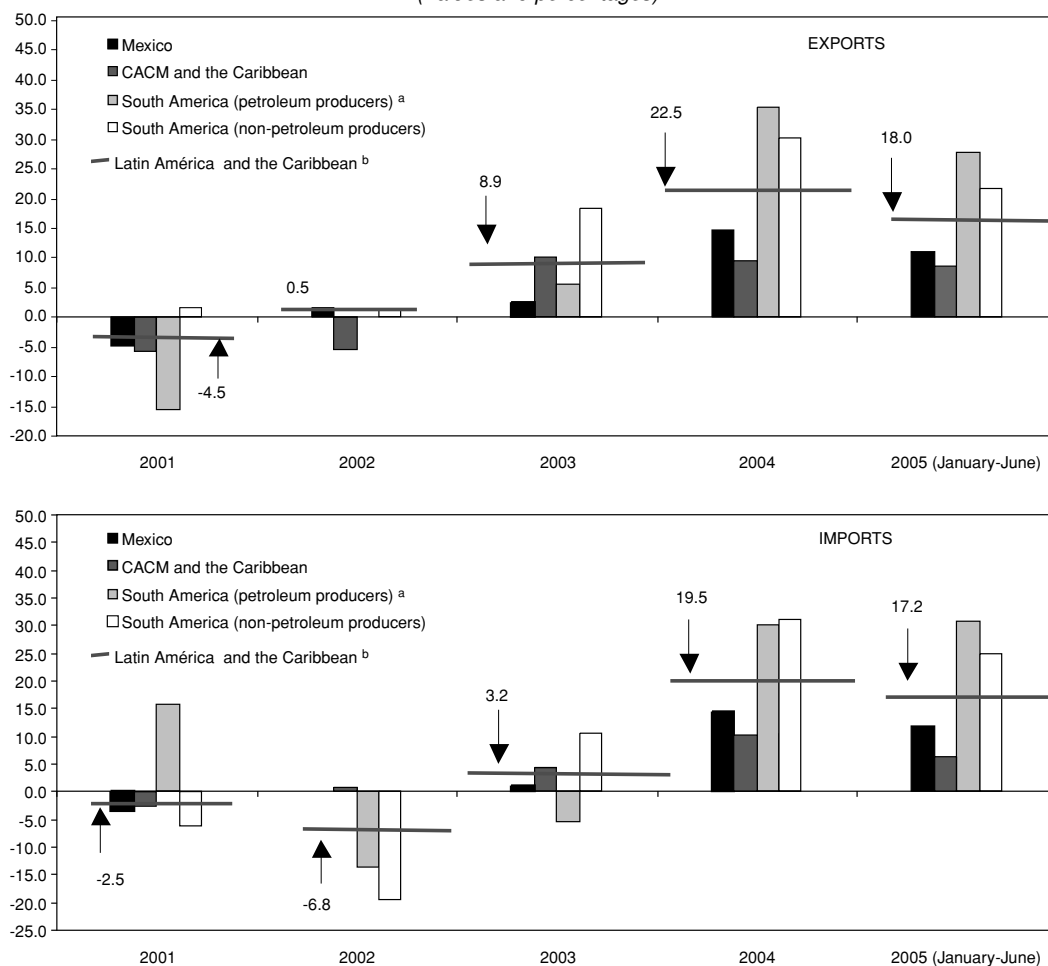 50.0
45.0
40.0
35.0
30.0
25.0
20.0
15.0
10.0
5.0
0.0
-5.0
-10.0
-15.0
-20.0
EXPORTS
Mexico
CACM and the Caribbean
South America (petroleum producers) a
South America (non-petroleum producers)
Latin América and the Caribbean b
-4.5
0.5
8.9
22.5
18.0
2001 2002 2003 2004 2005 (January-June)
50.0
45.0
40.0
35.0
30.0
25.0
20.0
15.0
10.0
5.0
0.0
-5.0
-10.0
-15.0
-20.0
-25.0
IMPORTS
Mexico
CACM and the Caribbean
South America (petroleum producers) a
South America (non-petroleum producers)
Latin América and the Caribbean b
-2.5
-6.8
3.2
19.5
17.2
2001 2002 2003 2004 2005 (January-June)